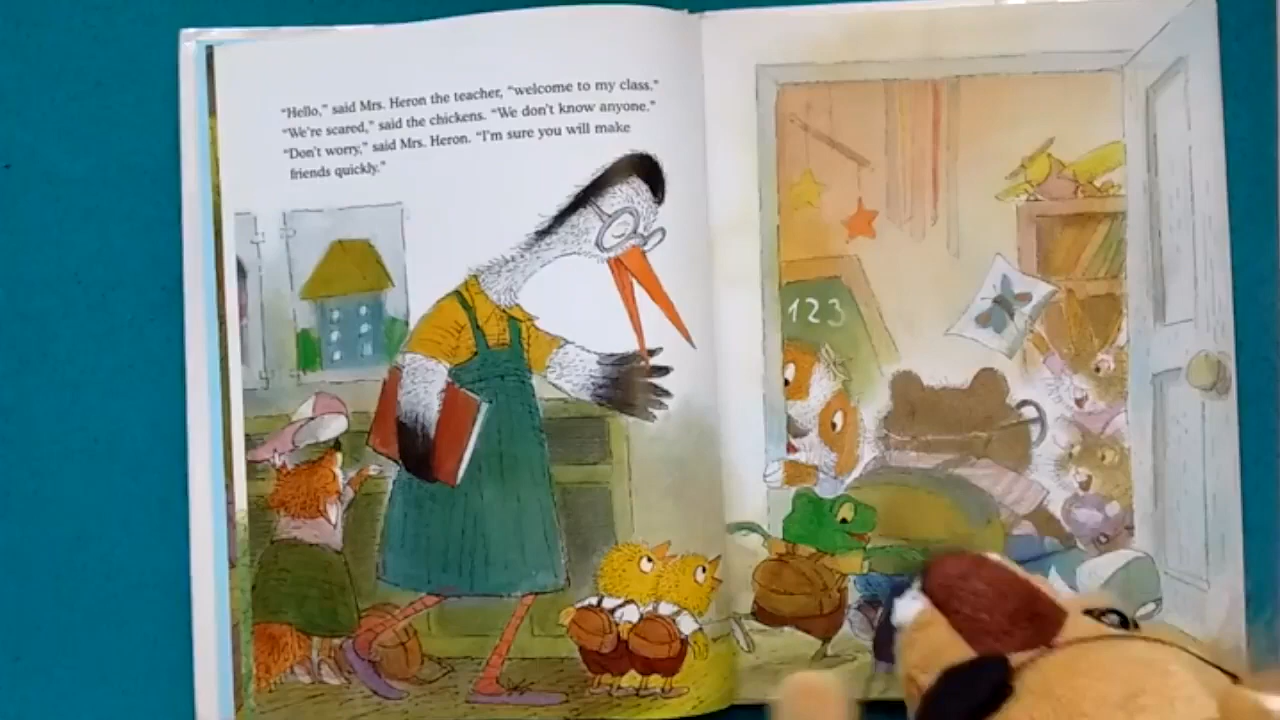 "Hello," said Mrs. Heron the teacher, "welcome to my class."
"We're scared," said the chickens. "We don't know anyone."
"Don't worry," said Mrs. Heron. "I'm sure you will make
friends quickly."
123